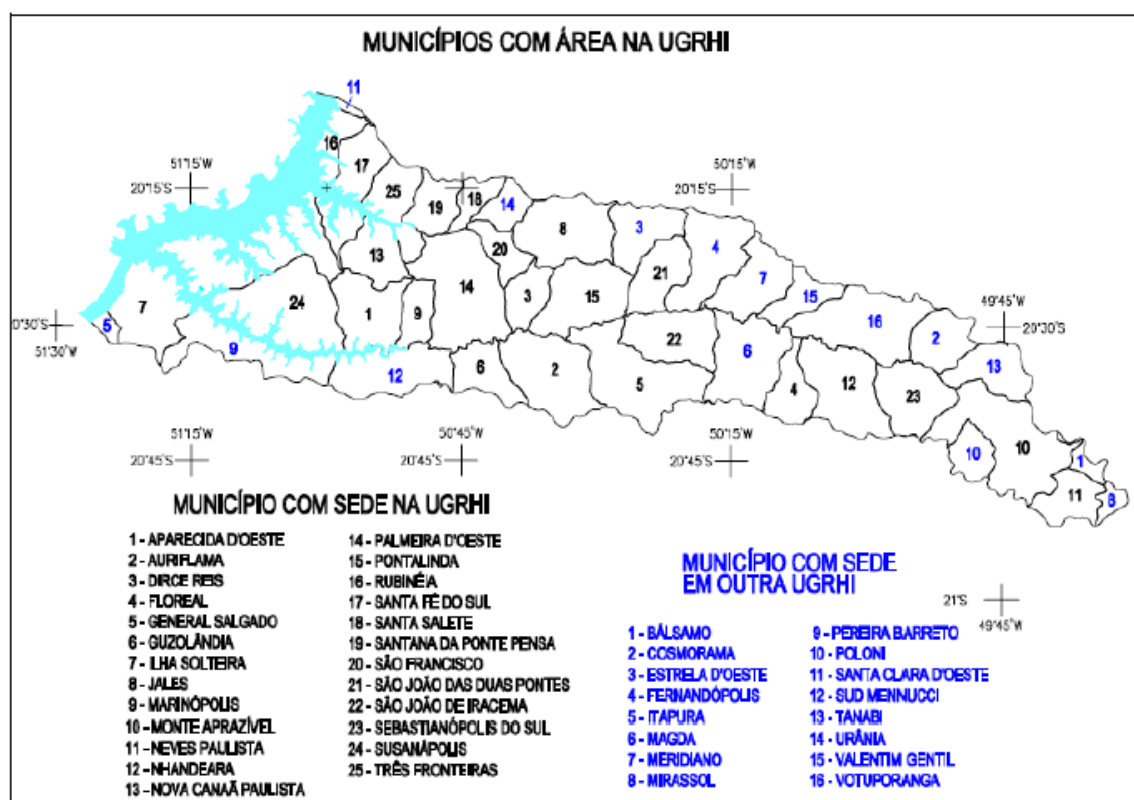 MUNICÍPIOS COM ÁREA NA UGRHI
11
16
51°15'W
20°15'S
17
25
19
18
14
50°15'W
20°15'S
8
3
4
13
20
21
7
14
3
15
15
7
24
1
9
16
2
49°45'W
20°30'S
0°30'S
51°30'W
5
9
22
6
13
12
6
2
5
4
12
23
51°15'W
20°45'S
50°45'W
20°45'S
50°15'W
20°45'S
10
10
1
11
8
MUNICÍPIO COM SEDE NA UGRHI
1 - APARECIDA D'OESTE
2 - AURIFLAMA
3 - DIRCE REIS
4 - FLOREAL
5 - GENERAL SALGADO
6 - GUZOLÂNDIA
7 - ILHA SOLTEIRA
8 - JALES
9 - MARINÓPOLIS
10 - MONTE APRAZÍVEL
11 - NEVES PAULISTA
12 - NHANDEARA
13 - NOVA CANAÃ PAULISTA
14 - PALMEIRA D'OESTE
15 - PONTALINDA
16 - RUBINÉIA
17 - SANTA FÉ DO SUL
18 - SANTA SALETE
19 - SANTANA DA PONTE PENSA
20 - SÃO FRANCISCO
21 - SÃO JOÃO DAS DUAS PONTES
22 - SÃO JOÃO DE IRACEMA
23 - SEBASTIANÓPOLIS DO SUL
24 - SUSANÁPOLIS
25 - TRÊS FRONTEIRAS
MUNICÍPIO COM SEDE
EM OUTRA UGRHI
21°S
49°45'W
1 - BÁLSAMO
2 - COSMORAMA
3 - ESTRELA D'OESTE
4 - FERNANDÓPOLIS
5 - ITAPURA
6 - MAGDA
7 - MERIDIANO
8 - MIRASSOL
9 - PEREIRA BARRETO
10 - POLONI
11 - SANTA CLARA D'OESTE
12 - SUD MENNUCCI
13 - TANABI
14 - URÂNIA
15 - VALENTIM GENTIL
16 - VOTUPORANGA